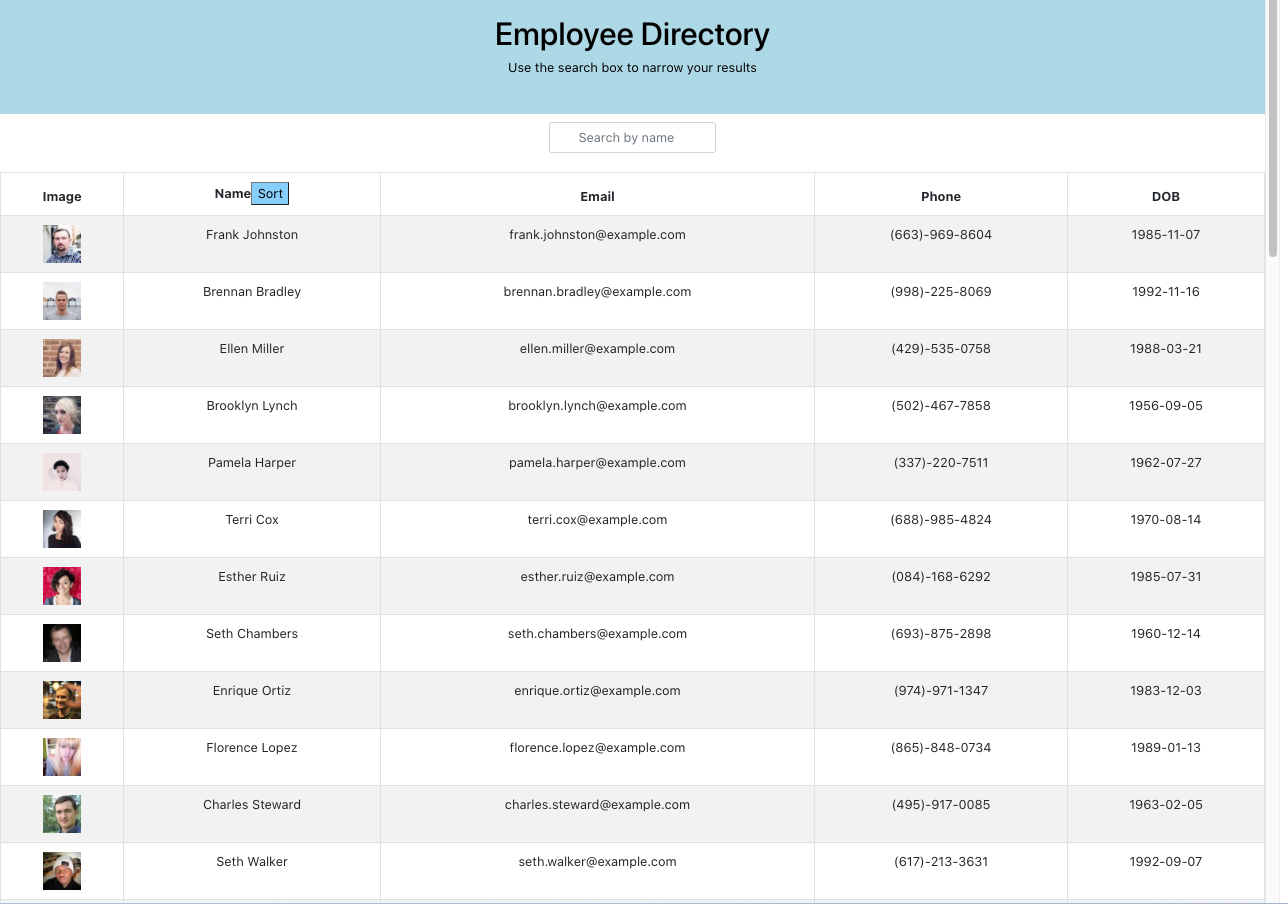 Employee Directory
Use the search box to narrow your results
Search by name
Image Name Sort Email Phone DOB
Frank Johnston frank.johnston@example.com (663)-969-8604 1985-11-07
Brennan Bradley brennan.bradley@example.com (998)-225-8069 1992-11-16
Ellen Miller ellen.miller@example.com (429)-535-0758 1988-03-21
Brooklyn Lynch brooklyn.lynch@example.com (502)-467-7858 1956-09-05
Pamela Harper pamela.harper@example.com (337)-220-7511 1962-07-27
Terri Cox terri.cox@example.com (688)-985-4824 1970-08-14
Esther Ruiz esther.ruiz@example.com (084)-168-6292 1985-07-31
Seth Chambers seth.chambers@example.com (693)-875-2898 1960-12-14
Enrique Ortiz enrique.ortiz@example.com (974)-971-1347 1983-12-03
Florence Lopez florence.lopez@example.com (865)-848-0734 1989-01-13
Charles Steward charles.steward@example.com (495)-917-0085 1963-02-05
Seth Walker seth.walker@example.com (617)-213-3631 1992-09-07